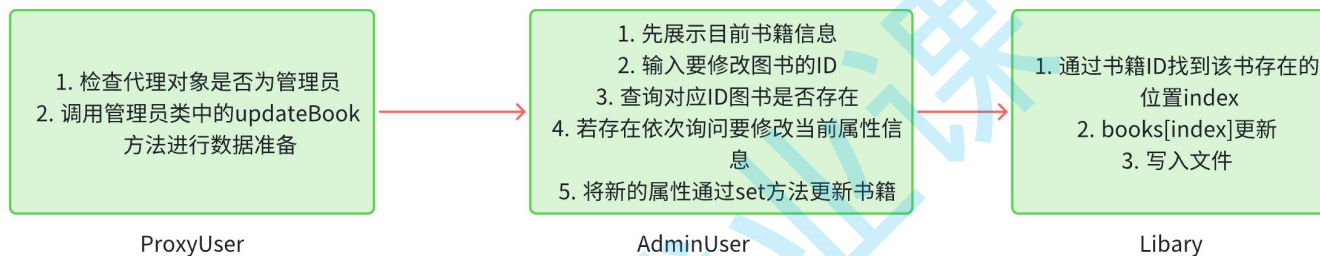 1. 检查代理对象是否为管理员
2. 调用管理员类中的updateBook
方法进行数据准备
ProxyUser
1. 先展示目前书籍信息
2. 输入要修改图书的ID
3. 查询对应ID图书是否存在
4. 若存在依次询问要修改当前属性信
息
5. 将新的属性通过set方法更新书籍
AdminUser
1. 通过书籍ID找到该书存在的
位置index
2. books[index]更新
3. 写入文件
Libary
业课